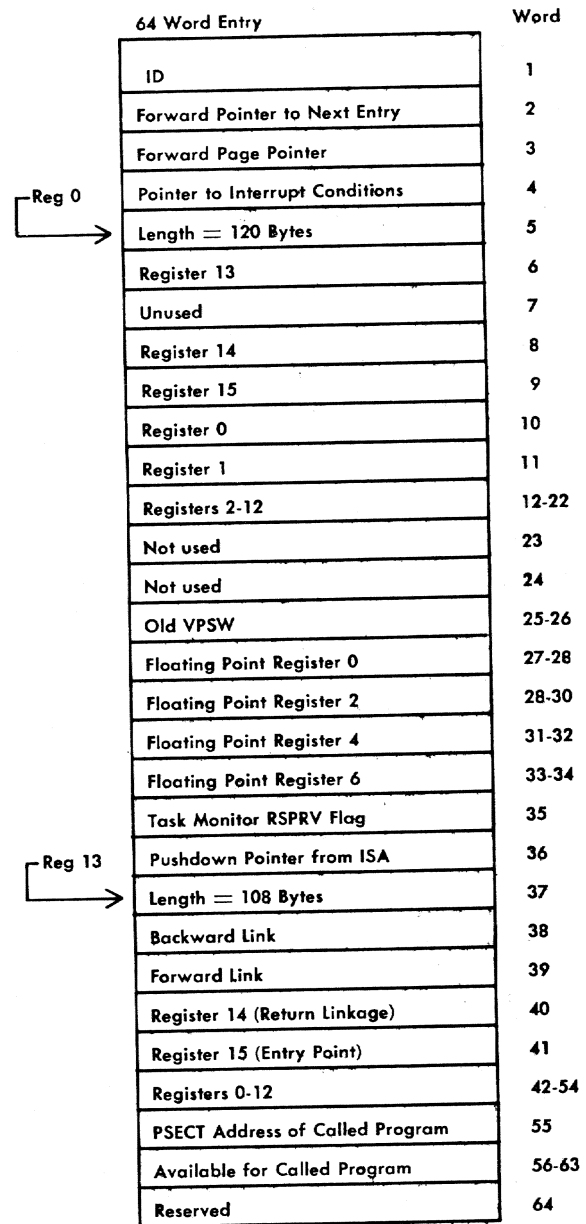 64 Word Entry Word
ID 1
Forward Pointer to Next Entry 2
Forward Page Pointer 3
Reg 0 Pointer to Interrupt Conditions 4
Length = 120 Bytes 5
Register 13 6
Unused 7
Register 14 8
Register 15 9
Register 0 10
Register 1 11
Registers 2-12 12-22
Not used 23
Not used 24
Old VPSW 25-26
Floating Point Register 0 27-28
Floating Point Register 2 28-30
Floating Point Register 4 31-32
Floating Point Register 6 33-34
Task Monitor RSPRV Flag 35
Reg 13 Pushdown Pointer from ISA 36
Length = 108 Bytes 37
Backward Link 38
Forward Link 39
Register 14 (Return Linkage) 40
Register 15 (Entry Point) 41
Registers 0-12 42-54
PSECT Address of Called Program 55
Available for Called Program 56-63
Reserved 64